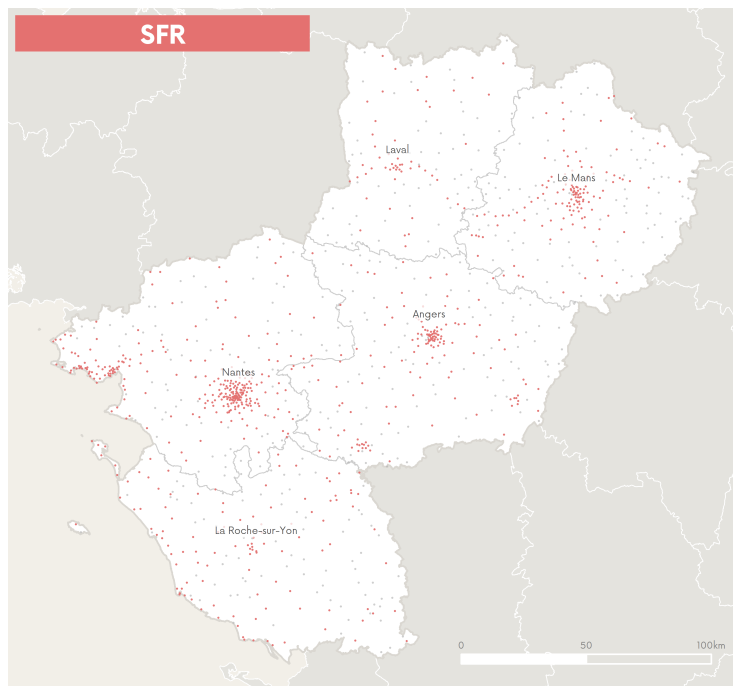 SFR
Laval
Le Mans
Angers
Nantes
La Roche-sur-Yon
0 50 100km